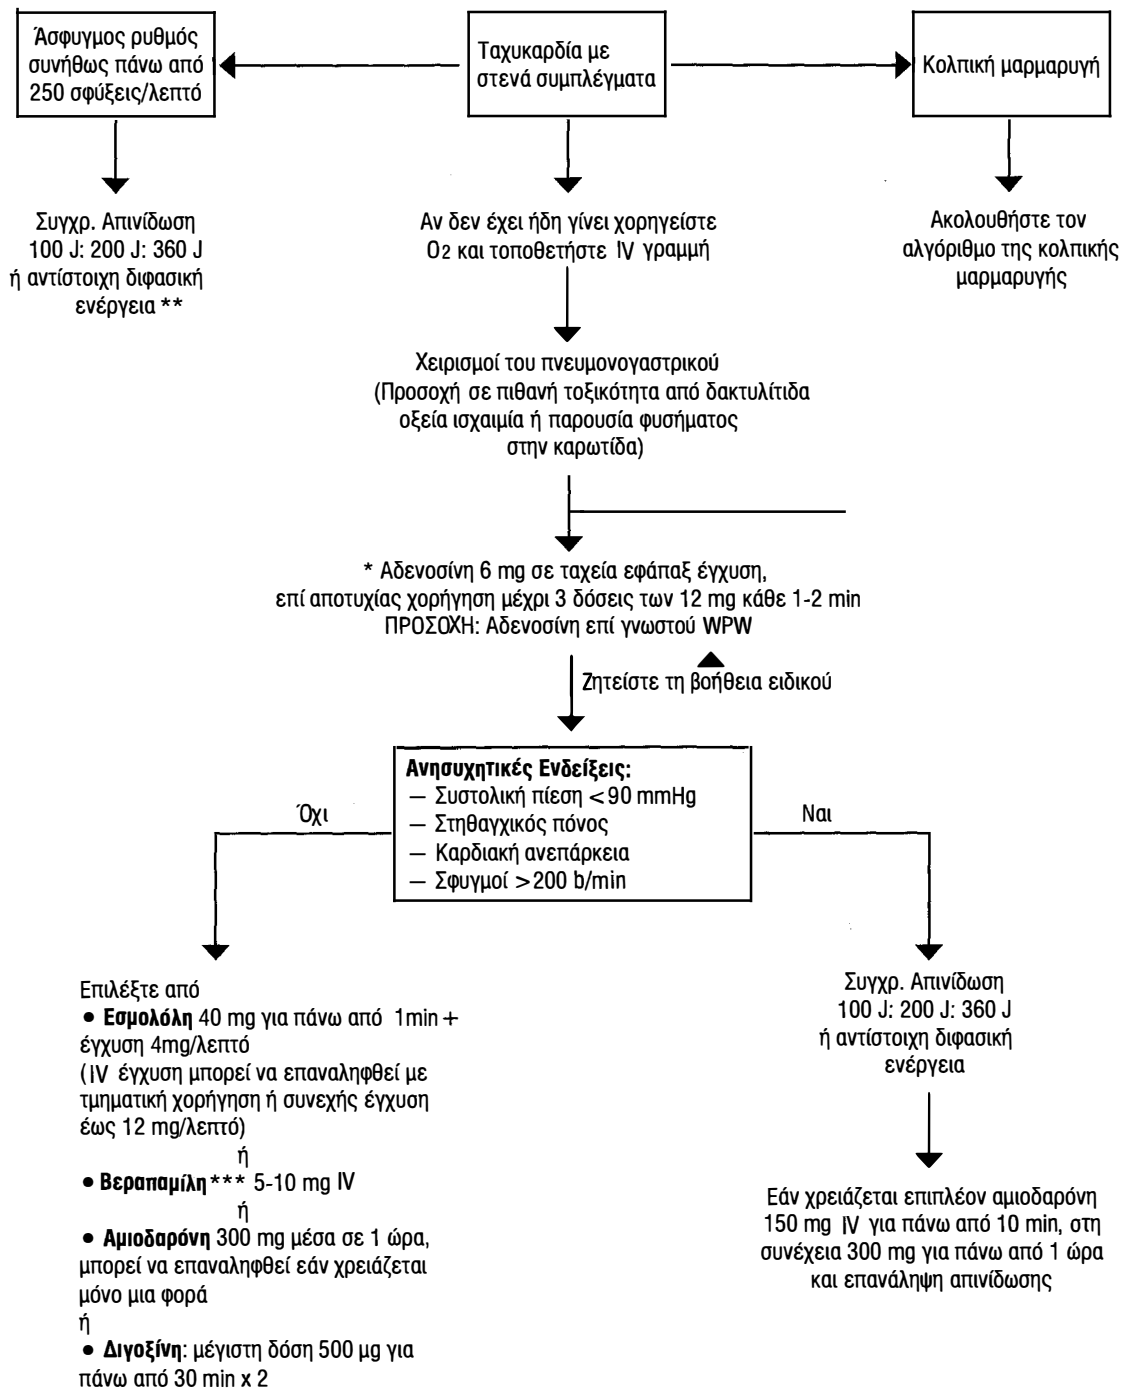 Άσφυγμος ρυθμός
συνήθως πάνω από
250 σφύξεις/λεπτό
Ταχυκαρδία με
στενά συμπλέγματα
Κολπική μαρμαρυγή
Συγχρ. Απινίδωση
100 J: 200 J: 360 J
ή αντίστοιχη διφασική
ενέργεια **
Αν δεν έχει ήδη γίνει χορηγείστε
O2 και τοποθετήστε IV γραμμή
Ακολουθήστε τον
αλγόριθμο της κολπικής
μαρμαρυγής
Χειρισμοί του πνευμονογαστρικού
(Προσοχή σε πιθανή τοξικότητα από δακτυλίτιδα
οξεία ισχαιμία ή παρουσία φυσήματος
στην καρωτίδα)
* Αδενοσίνη 6 mg σε ταχεία εφάπαξ έγχυση,
επί αποτυχίας χορήγηση μέχρι 3 δόσεις των 12 mg κάθε 1-2 min
ΠΡΟΣΟΧΗ: Αδενοσίνη επί γνωστού WPW
Ζητείστε τη βοήθεια ειδικού
Ανησυχητικές Ενδείξεις:
— Συστολική πίεση <90 mmHg
— Στηθαγχικός πόνος
— Καρδιακή ανεπάρκεια
— Σφυγμοί >200 b/min
Όχι
Ναι
Επιλέξτε από
• Εσμολόλη 40 mg για πάνω από 1min +
έγχυση 4mg/λεπτό
(IV έγχυση μπορεί να επαναληφθεί με
τμηματική χορήγηση ή συνεχής έγχυση
έως 12 mg/λεπτό)
ή
• Βεραπαμίλη*** 5-10 mg IV
ή
• Αμιοδαρόνη 300 mg μέσα σε 1 ώρα,
μπορεί να επαναληφθεί εάν χρειάζεται
μόνο μια φορά
ή
• Διγοξίνη: μέγιστη δόση 500 μg για
πάνω από 30 min x 2
Συγχρ. Απινίδωση
100 J: 200 J: 360 J
ή αντίστοιχη διφασική
ενέργεια
Εάν χρειάζεται επιπλέον αμιοδαρόνη
150 mg IV για πάνω από 10 min, στη
συνέχεια 300 mg για πάνω από 1 ώρα
και επανάληψη απινίδωσης